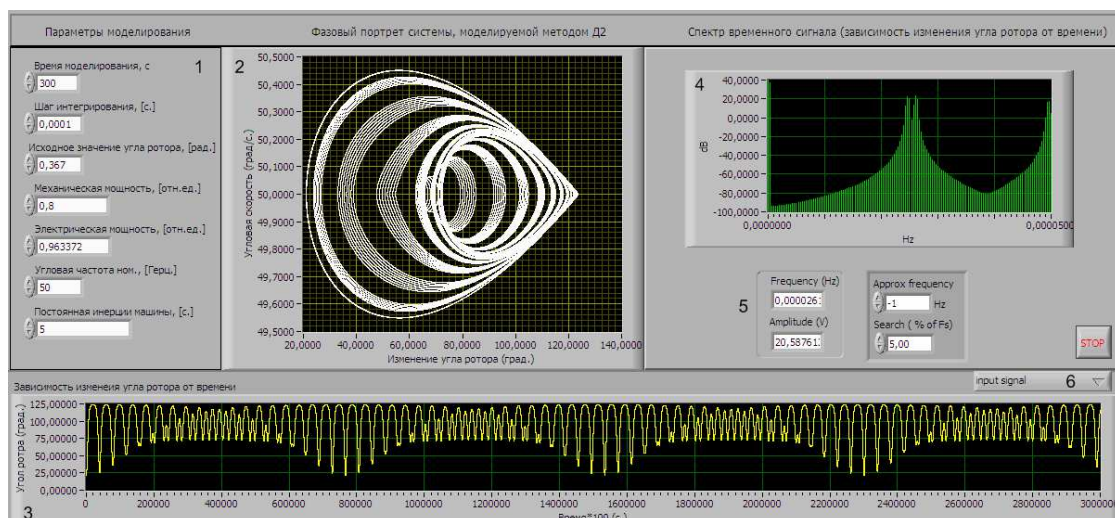 Параметры моделирования
Фазовый портрет системы, моделируемой методом Д2
Спектр временного сигнала (зависимость изменения угла ротора от времени)
1
Время моделирования, с
300
Шаг интегрирования, [с.]
0,0001
Исходное значение угла ротора, [рад.]
0,367
Механическая мощность, [отн.ед.]
0,8
Электрическая мощность, [отн.ед.]
0,963372
Угловая частота ном., [Герц.]
50
Постоянная инерции машины, [с.]
5
2
Угловая скорость (град/с.)
50,5000
50,4000
50,3000
50,2000
50,1000
50,0000
49,9000
49,8000
49,7000
49,6000
49,5000
20,0000 40,0000 60,0000 80,0000 100,0000 120,0000 140,0000
Изменение угла ротора (град.)
4
dB
40,0000
20,0000
0,0000
-20,0000
-40,0000
-60,0000
-80,0000
-100,0000
0,0000000 0,0000500
Hz
5
Frequency (Hz)
0,0000261
Amplitude (V)
20,58761
Approx frequency
-1 Hz
Search ( % of Fs)
5,00
STOP
input signal 6
Зависимость изменеия угла ротора от времени
Угол ротра (град.)
125,00000
100,00000
75,00000
50,00000
25,00000
0,00000
0 200000 400000 600000 800000 1000000 1200000 1400000 1600000 1800000 2000000 2200000 2400000 2600000 2800000 3000000
3
Время*100 (с.)